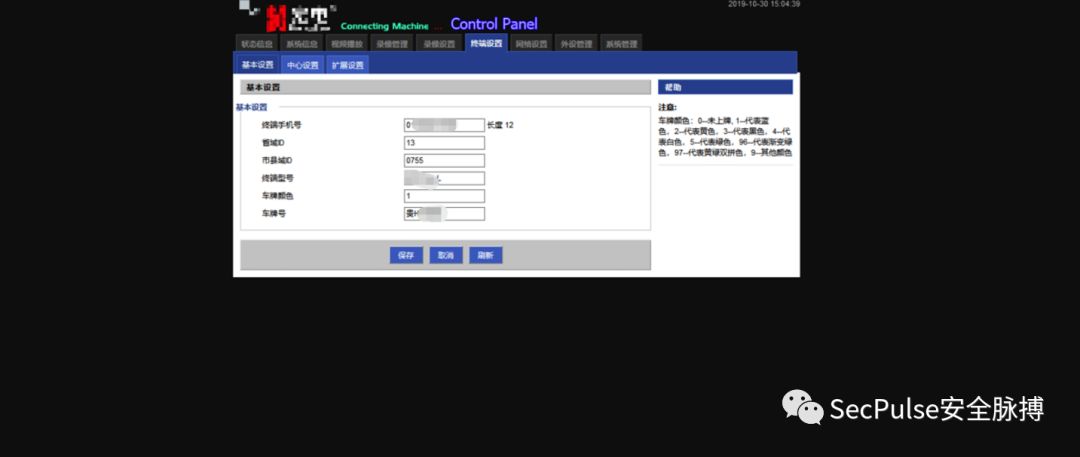 2019-10-30 15:04:39
Connecting Machine ... Control Panel
状态信息 系统信息 视频播放 录像管理 录像设置 终端设置 网络设置 外设管理 系统管理
基本设置 中心设置 扩展设置
基本设置
基本设置
终端手机号 0 长度 12
省域ID 13
市县域ID 0755
终端型号
车牌颜色 1
车牌号 贵H
保存 取消 刷新
帮助
注意:
车牌颜色：0--未上牌, 1--代表蓝
色，2--代表黄色，3--代表黑色，4--代
表白色，5--代表绿色，96--代表渐变绿
色，97--代表黄绿双拼色，9--其他颜色
SecPulse安全脉搏